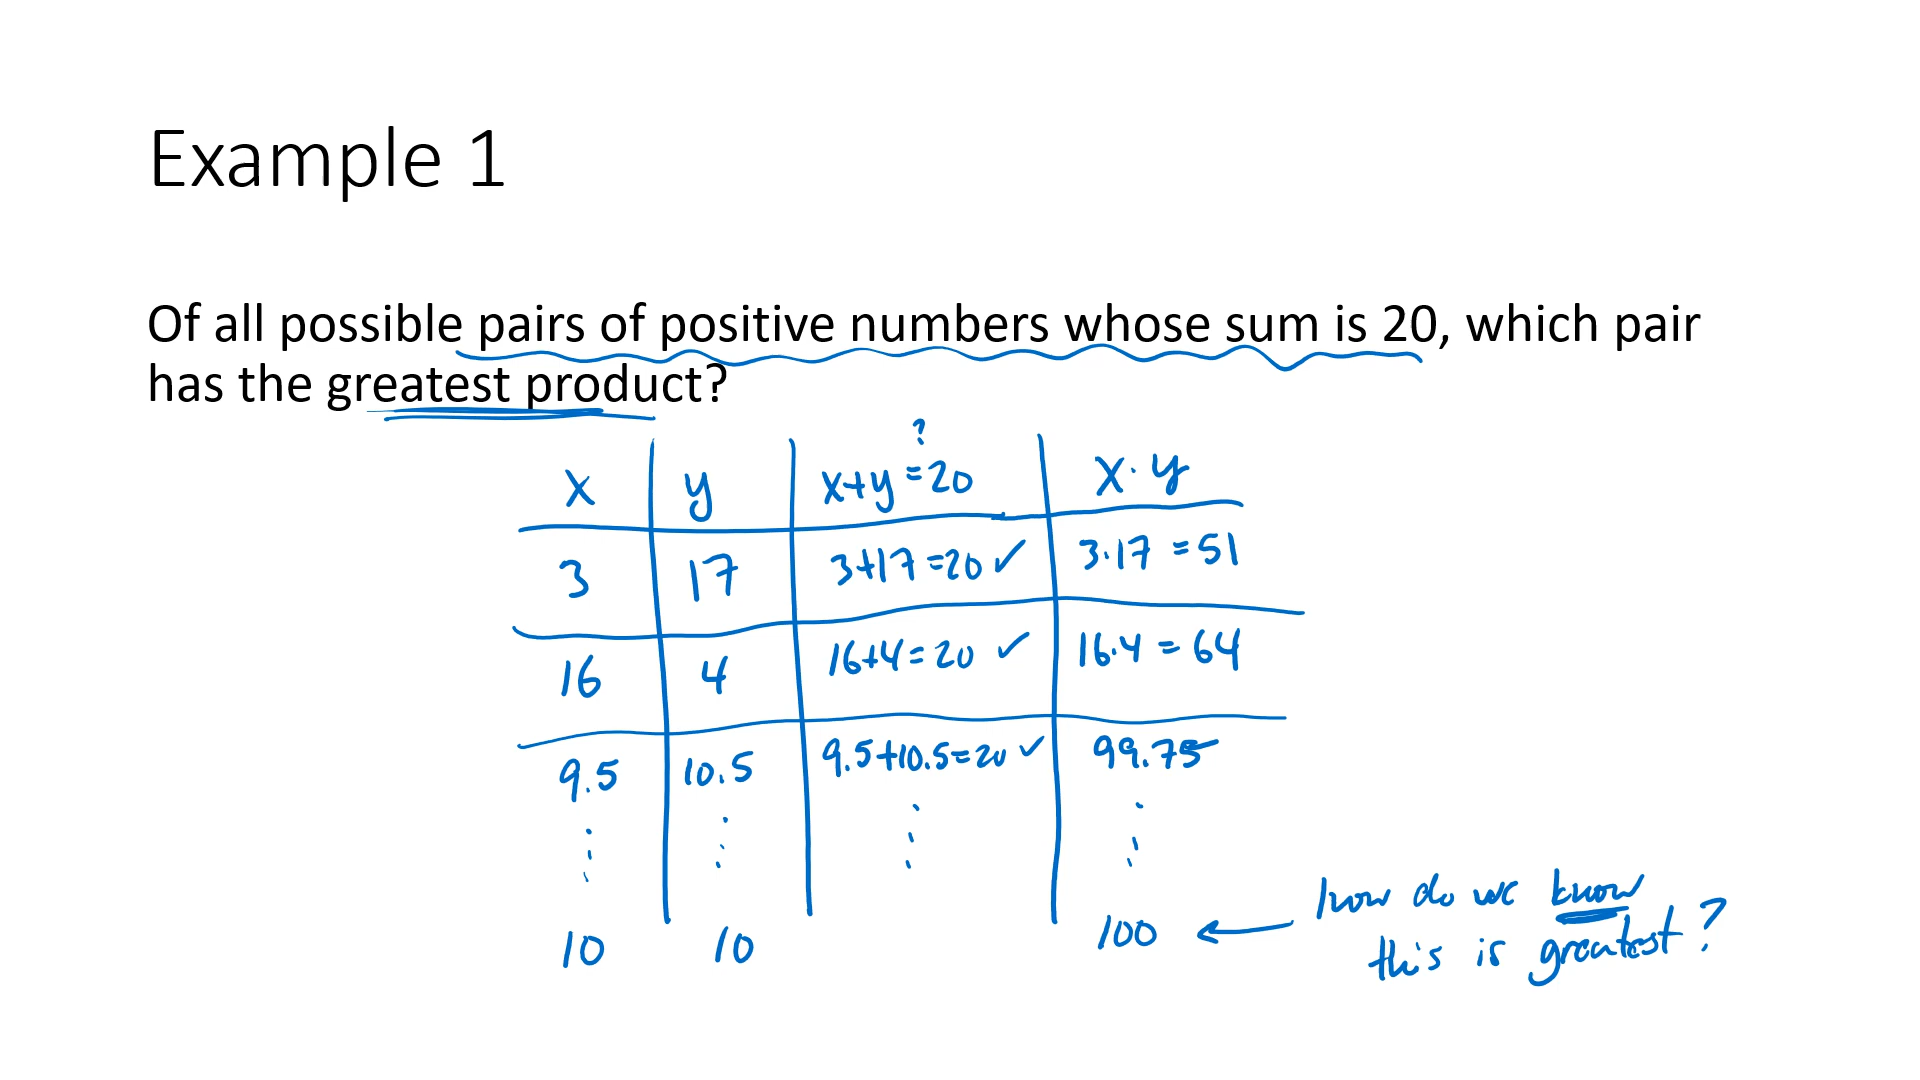 Example 1
Of all possible pairs of positive numbers whose sum is 20, which pair
has the greatest product?
?
x y x+y=20 x·y
3 17 3+17=20 ✓ 3·17=51
16 4 16+4=20 ✓ 16·4=64
9.5 10.5 9.5+10.5=20 ✓ 99.75
⋮ ⋮ ⋮ ⋮
10 10 100 ← how do we know
this is greatest?